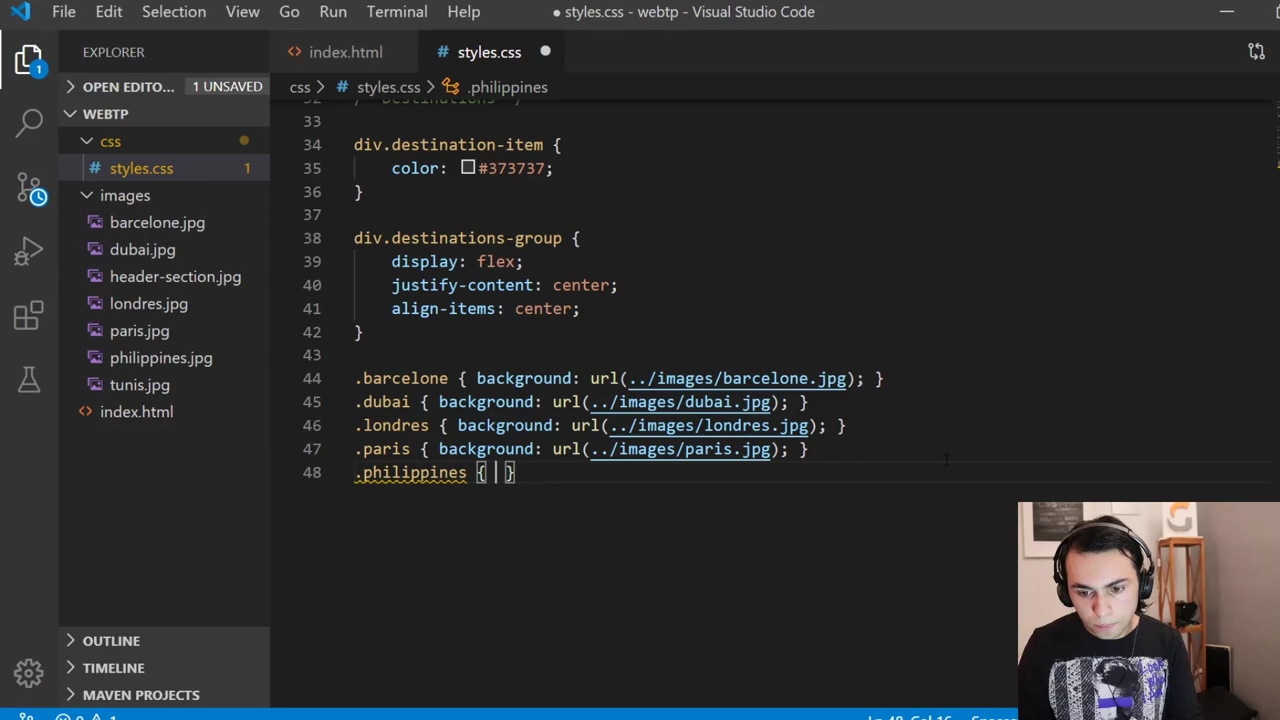 File Edit Selection View Go Run Terminal Help ● styles.css - webtp - Visual Studio Code
EXPLORER
<> index.html
# styles.css ●
OPEN EDITO... 1 UNSAVED
css > # styles.css > .philippines
WEBTP
css
# styles.css 1
images
barcelone.jpg
dubai.jpg
header-section.jpg
londres.jpg
paris.jpg
philippines.jpg
tunis.jpg
<> index.html
OUTLINE
TIMELINE
MAVEN PROJECTS
1
33
34 div.destination-item {
35 color: #373737;
36 }
37
38 div.destinations-group {
39 display: flex;
40 justify-content: center;
41 align-items: center;
42 }
43
44 .barcelone { background: url(../images/barcelone.jpg); }
45 .dubai { background: url(../images/dubai.jpg); }
46 .londres { background: url(../images/londres.jpg); }
47 .paris { background: url(../images/paris.jpg); }
48 .philippines { }